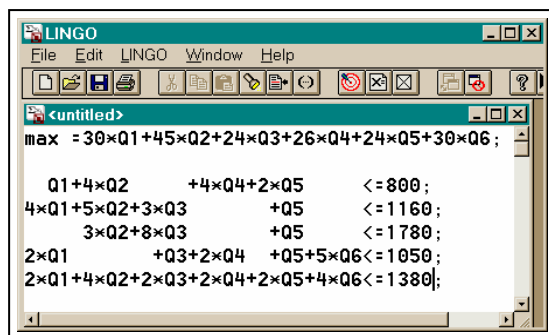 LINGO
File Edit LINGO Window Help
<untitled>
max =30*Q1+45*Q2+24*Q3+26*Q4+24*Q5+30*Q6;
Q1+4*Q2 +4*Q4+2*Q5 <=800;
4*Q1+5*Q2+3*Q3 +Q5 <=1160;
3*Q2+8*Q3 +Q5 <=1780;
2*Q1 +Q3+2*Q4 +Q5+5*Q6<=1050;
2*Q1+4*Q2+2*Q3+2*Q4+2*Q5+4*Q6<=1380;